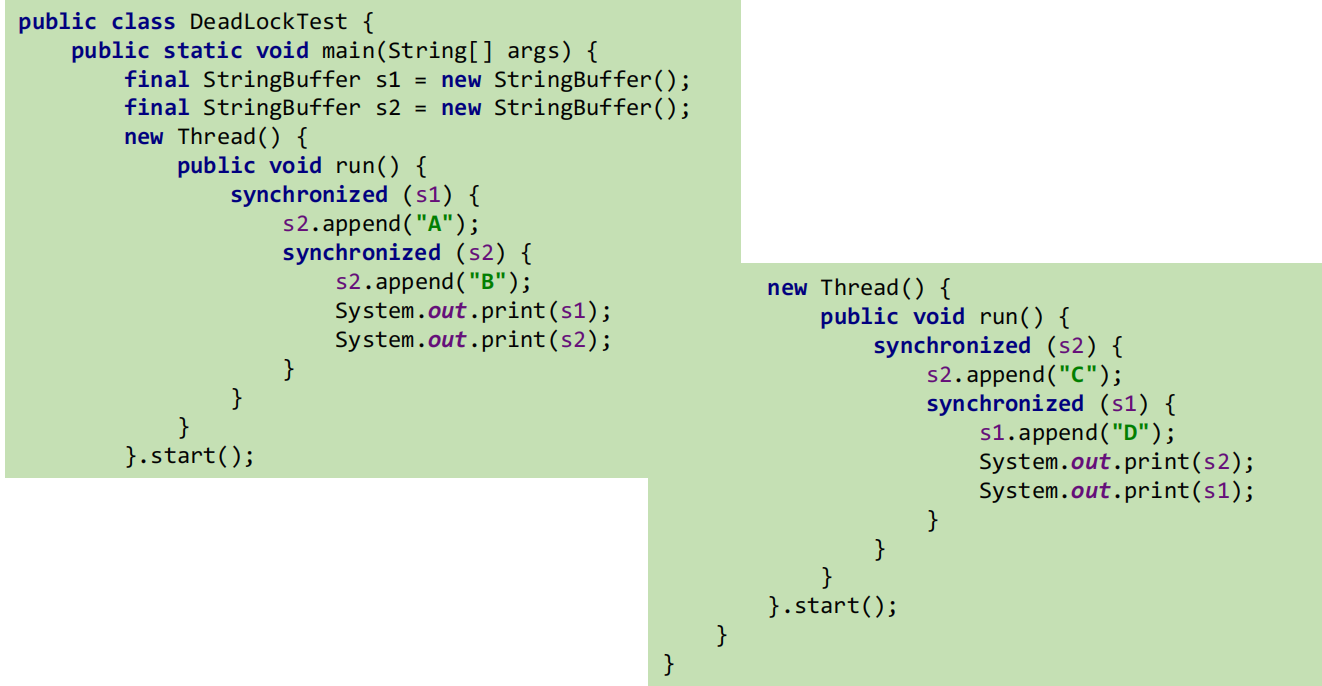 public class DeadLockTest {
    public static void main(String[] args) {
        final StringBuffer s1 = new StringBuffer();
        final StringBuffer s2 = new StringBuffer();
        new Thread() {
            public void run() {
                synchronized (s1) {
                    s2.append("A");
                    synchronized (s2) {
                        s2.append("B");
                        System.out.print(s1);
                        System.out.print(s2);
                    }
                }
            }
        }.start();
        new Thread() {
            public void run() {
                synchronized (s2) {
                    s2.append("C");
                    synchronized (s1) {
                        s1.append("D");
                        System.out.print(s2);
                        System.out.print(s1);
                    }
                }
            }
        }.start();
    }
}